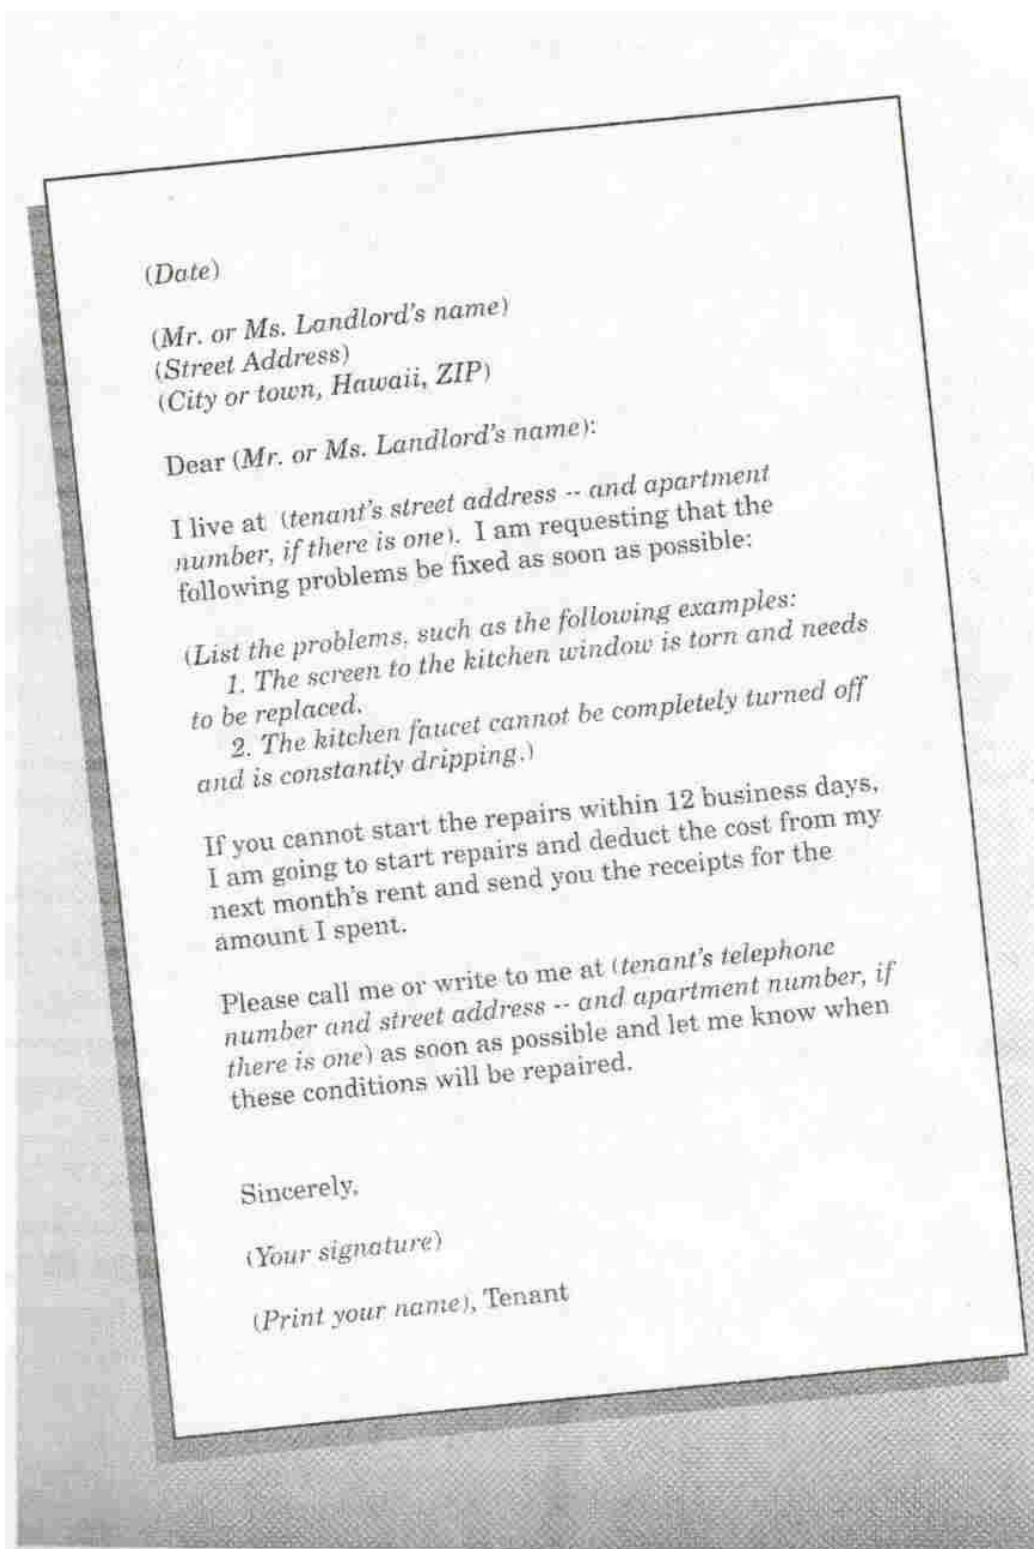 (Date)
(Mr. or Ms. Landlord's name)
(Street Address)
(City or town, Hawaii, ZIP)
Dear (Mr. or Ms. Landlord's name):
I live at (tenant's street address -- and apartment
number, if there is one). I am requesting that the
following problems be fixed as soon as possible:
(List the problems, such as the following examples:
1. The screen to the kitchen window is torn and needs
to be replaced.
2. The kitchen faucet cannot be completely turned off
and is constantly dripping.)
If you cannot start the repairs within 12 business days,
I am going to start repairs and deduct the cost from my
next month's rent and send you the receipts for the
amount I spent.
Please call me or write to me at (tenant's telephone
number and street address -- and apartment number, if
there is one) as soon as possible and let me know when
these conditions will be repaired.
Sincerely,
(Your signature)
(Print your name), Tenant